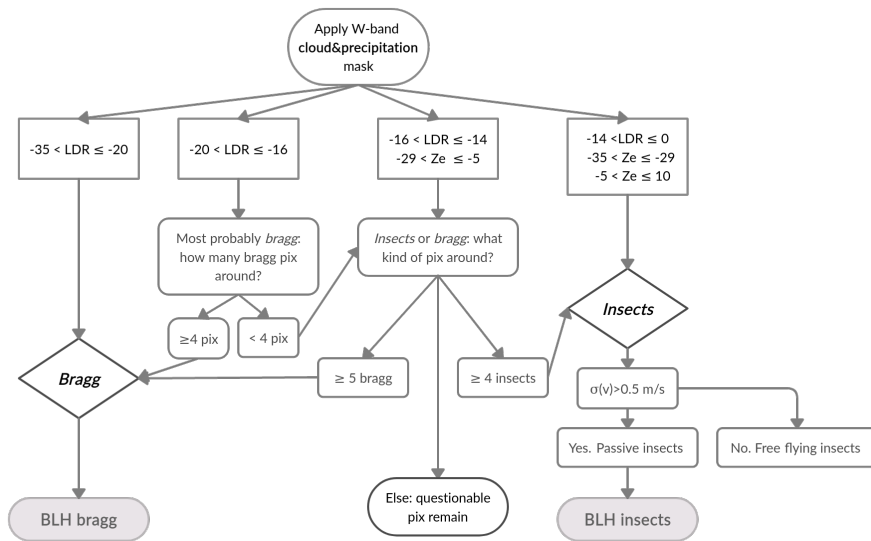 Apply W-band
cloud&precipitation
mask
-35 < LDR ≤ -20
-20 < LDR ≤ -16
-16 < LDR ≤ -14
-29 < Ze ≤ -5
-14 <LDR ≤ 0
-35 < Ze ≤ -29
-5 < Ze ≤ 10
Most probably bragg:
how many bragg pix
around?
Insects or bragg: what
kind of pix around?
Insects
≥4 pix
< 4 pix
Bragg
≥ 5 bragg
≥ 4 insects
σ(v)>0.5 m/s
Yes. Passive insects
No. Free flying insects
BLH bragg
Else: questionable
pix remain
BLH insects